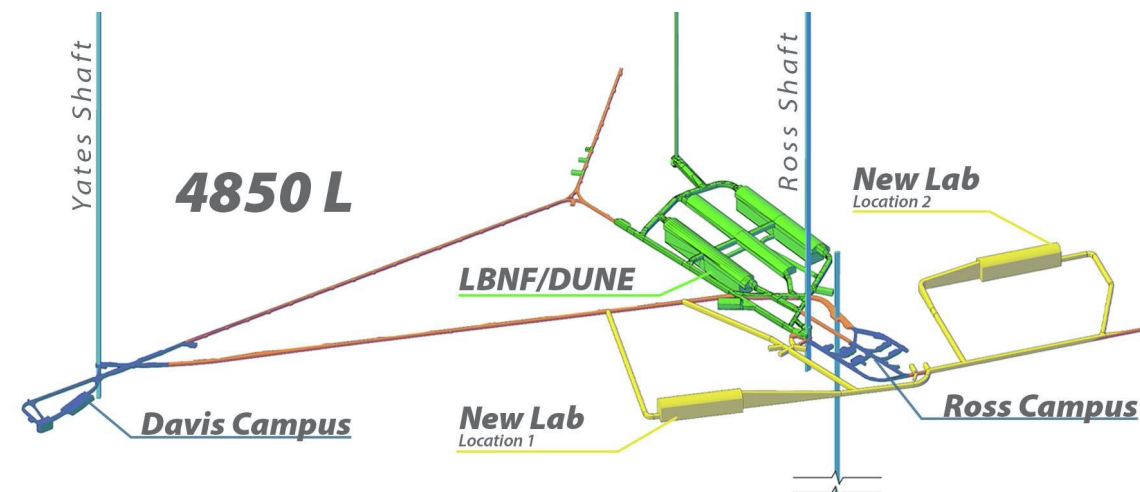 Yates Shaft
4850 L
Ross Shaft
New Lab
Location 2
LBNF/DUNE
Davis Campus
New Lab
Location 1
Ross Campus